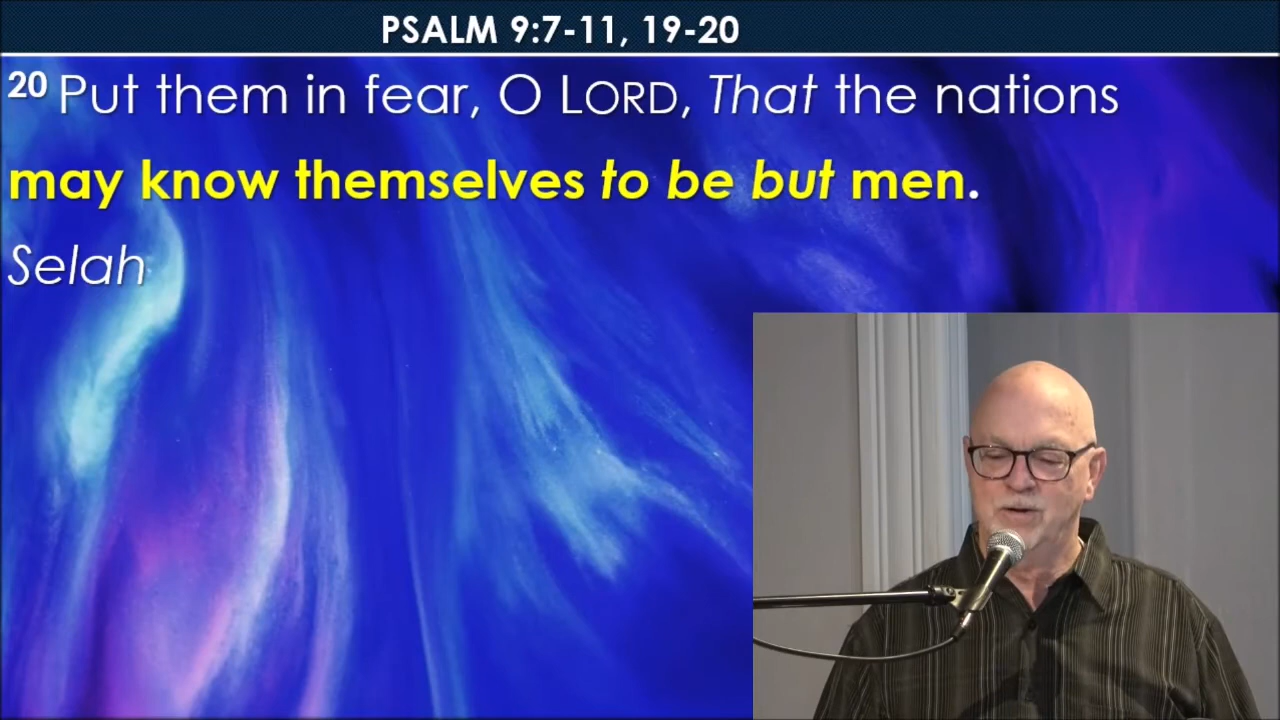 PSALM 9:7-11, 19-20
20 Put them in fear, O LORD, That the nations
may know themselves to be but men.
Selah